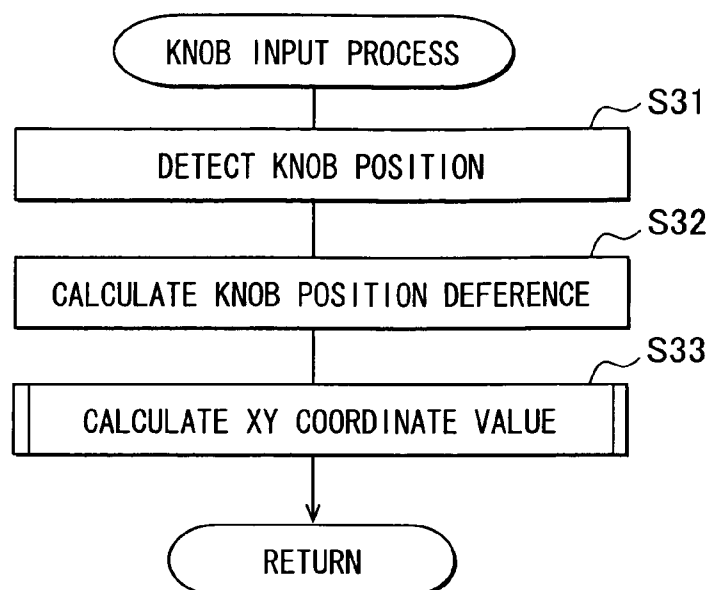 KNOB INPUT PROCESS
S31
DETECT KNOB POSITION
S32
CALCULATE KNOB POSITION DEFERENCE
S33
CALCULATE XY COORDINATE VALUE
RETURN